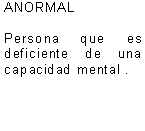 ANORMAL
Persona que es
deficiente de una
capacidad mental .